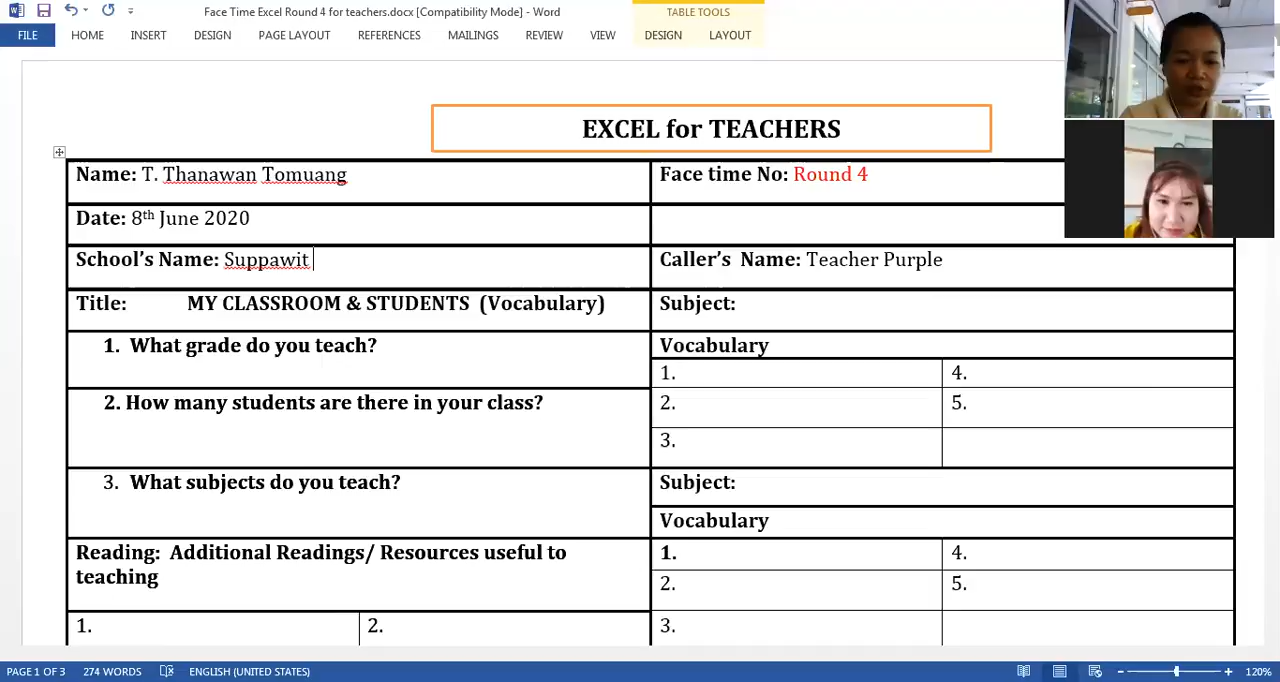 Face Time Excel Round 4 for teachers.docx [Compatibility Mode] - Word
TABLE TOOLS
FILE HOME INSERT DESIGN PAGE LAYOUT REFERENCES MAILINGS REVIEW VIEW DESIGN LAYOUT
EXCEL for TEACHERS
Name: T. Thanawan Tomuang
Face time No: Round 4
Date: 8th June 2020
School’s Name: Suppawit
Caller’s Name: Teacher Purple
Title: MY CLASSROOM & STUDENTS (Vocabulary)
Subject:
1. What grade do you teach?
Vocabulary
1. 4.
2. How many students are there in your class?
2. 5.
3.
3. What subjects do you teach?
Subject:
Vocabulary
Reading: Additional Readings/ Resources useful to
teaching
1. 4.
2. 5.
1. 2.
3.
PAGE 1 OF 3 274 WORDS ENGLISH (UNITED STATES) 120%